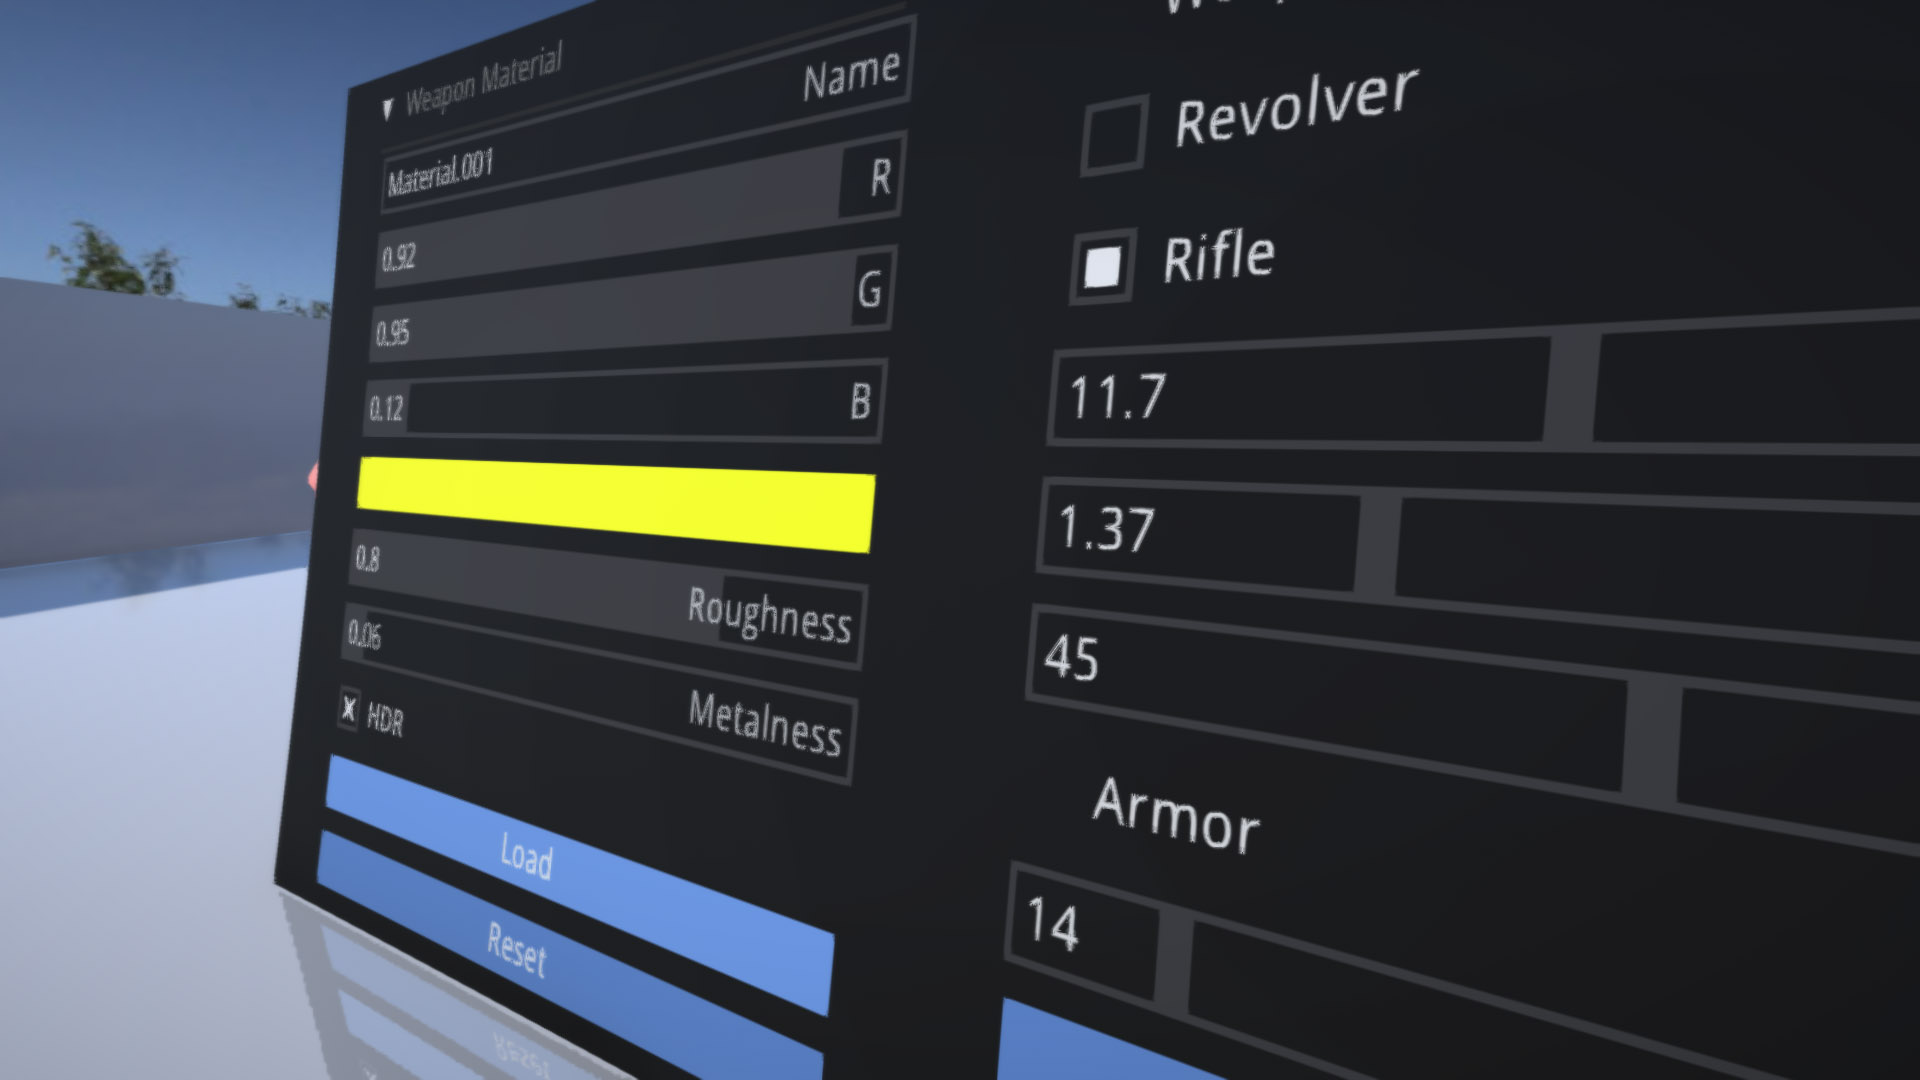 Weapon Material
Name
Material.001
R
0.92
G
0.95
B
0.12
0.8
Roughness
0.06
Metalness
X HDR
Load
Reset
Revolver
Rifle
11.7
1.37
45
Armor
14